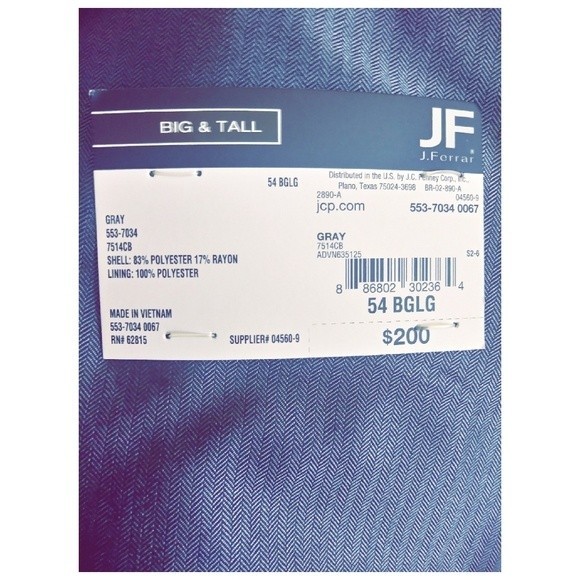 BIG & TALL
JF
J.Ferrar
54 BGLG
GRAY
553-7034
7514CB
SHELL: 83% POLYESTER 17% RAYON
LINING: 100% POLYESTER
MADE IN VIETNAM
553-7034 0067
RN# 62815
SUPPLIER# 04560-9
Distributed in the U.S. by J.C. Penney Corp., Inc.,
Plano, Texas 75024-3698 BR-02-890-A
2890-A 04560-9
jcp.com 553-7034 0067
GRAY
7514CB
ADVN635125 S2-6
8 86802 30236 4
54 BGLG
$200